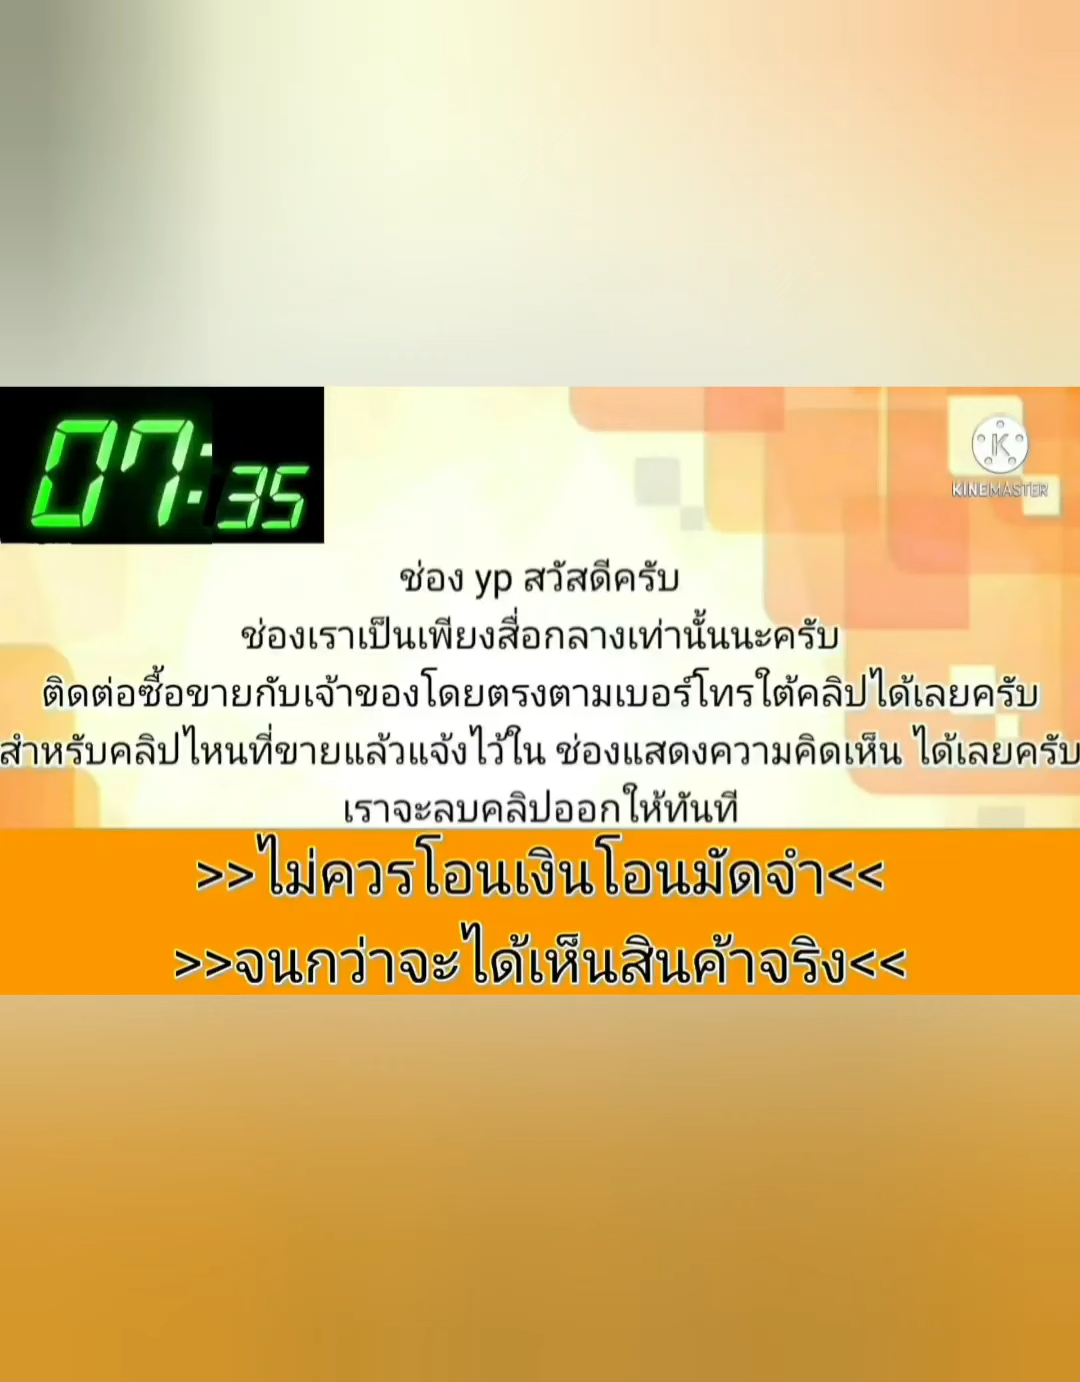 07:35
KINEMASTER
ช่อง yp สวัสดีครับ
ช่องเราเป็นเพียงสื่อกลางเท่านั้นนะครับ
ติดต่อซื้อขายกับเจ้าของโดยตรงตามเบอร์โทรใต้คลิปได้เลยครับ
สำหรับคลิปไหนที่ขายแล้วแจ้งไว้ใน ช่องแสดงความคิดเห็น ได้เลยครับ
เราจะลบคลิปออกให้ทันที
>>ไม่ควรโอนเงินโอนมัดจำ<<
>>จนกว่าจะได้เห็นสินค้าจริง<<